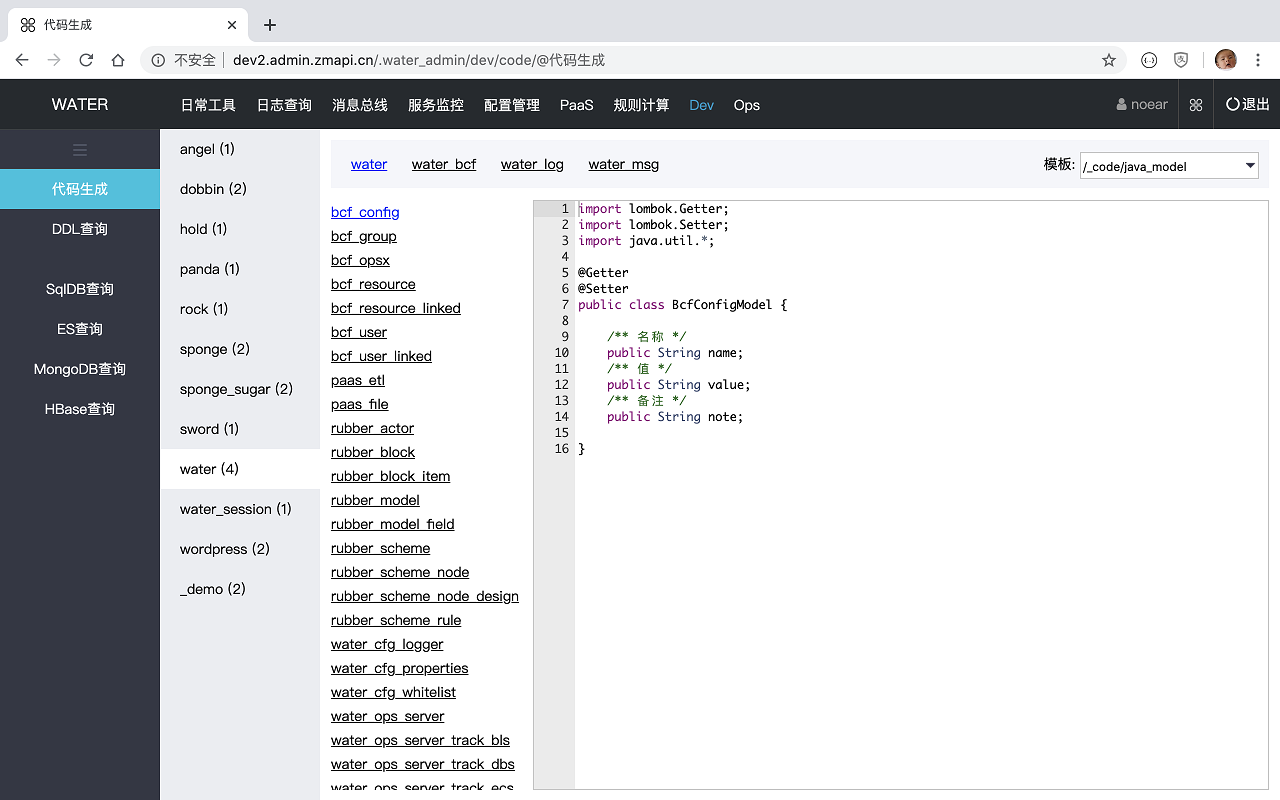 代码生成
不安全 dev2.admin.zmapi.cn/.water_admin/dev/code/@代码生成
WATER 日常工具 日志查询 消息总线 服务监控 配置管理 PaaS 规则计算 Dev Ops noear 退出
代码生成
DDL查询
SqlDB查询
ES查询
MongoDB查询
HBase查询
angel (1)
dobbin (2)
hold (1)
panda (1)
rock (1)
sponge (2)
sponge_sugar (2)
sword (1)
water (4)
water_session (1)
wordpress (2)
_demo (2)
water water_bcf water_log water_msg 模板: /_code/java_model
bcf_config
bcf_group
bcf_opsx
bcf_resource
bcf_resource_linked
bcf_user
bcf_user_linked
paas_etl
paas_file
rubber_actor
rubber_block
rubber_block_item
rubber_model
rubber_model_field
rubber_scheme
rubber_scheme_node
rubber_scheme_node_design
rubber_scheme_rule
water_cfg_logger
water_cfg_properties
water_cfg_whitelist
water_ops_server
water_ops_server_track_bls
water_ops_server_track_dbs
water_ops_server_track_ecs
1 import lombok.Getter;
2 import lombok.Setter;
3 import java.util.*;
4
5 @Getter
6 @Setter
7 public class BcfConfigModel {
8
9 /** 名称 */
10 public String name;
11 /** 值 */
12 public String value;
13 /** 备注 */
14 public String note;
15
16 }